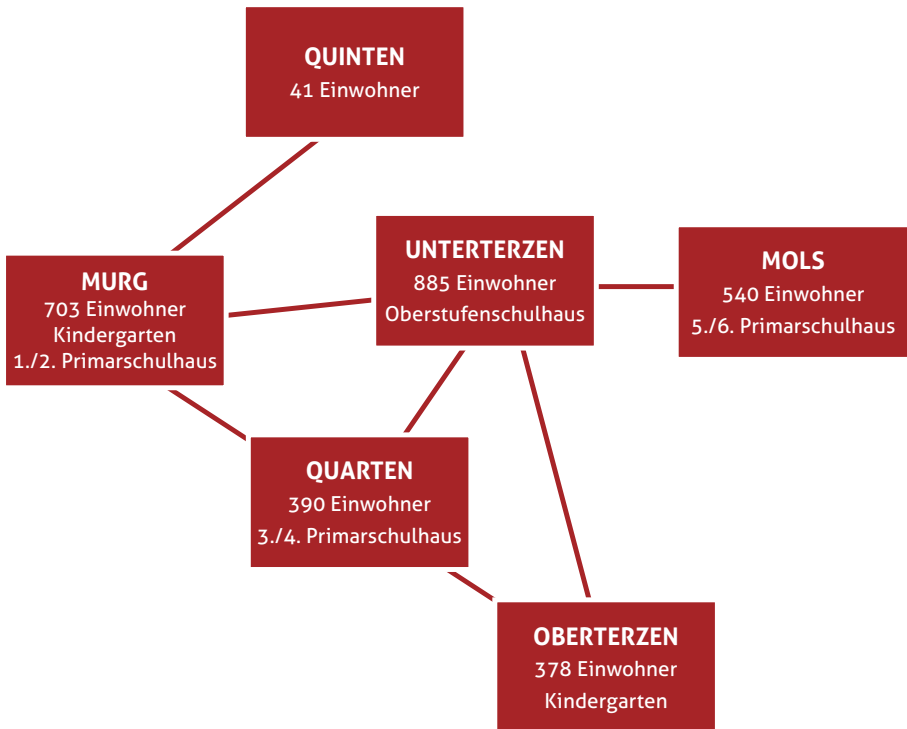 QUINTEN
41 Einwohner
UNTERTERZEN
885 Einwohner
Oberstufenschulhaus
MOLS
540 Einwohner
5./6. Primarschulhaus
MURG
703 Einwohner
Kindergarten
1./2. Primarschulhaus
QUARTEN
390 Einwohner
3./4. Primarschulhaus
OBERTERZEN
378 Einwohner
Kindergarten